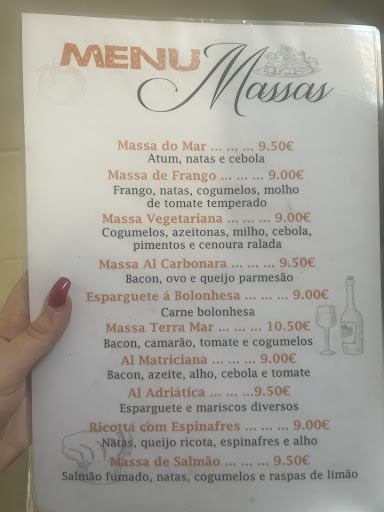 MENU Massas
Massa do Mar ... ... ... 9.50€
Atum, natas e cebola
Massa de Frango ... ... ... 9.00€
Frango, natas, cogumelos, molho
de tomate temperado
Massa Vegetariana ... ... ... 9.00€
Cogumelos, azeitonas, milho, cebola,
pimentos e cenoura ralada
Massa Al Carbonara ... ... ... 9.50€
Bacon, ovo e queijo parmesão
Esparguete á Bolonhesa ... ... ... 9.00€
Carne bolonhesa
Massa Terra Mar ... ... ... 10.50€
Bacon, camarão, tomate e cogumelos
Al Matriciana ... ... ... 9.00€
Bacon, azeite, alho, cebola e tomate
Al Adriática ... ... ...9.50€
Esparguete e mariscos diversos
Ricotta com Espinafres ... ... ... 9.00€
Natas, queijo ricota, espinafres e alho
Massa de Salmão ... ... ... 9.50€
Salmão fumado, natas, cogumelos e raspas de limão